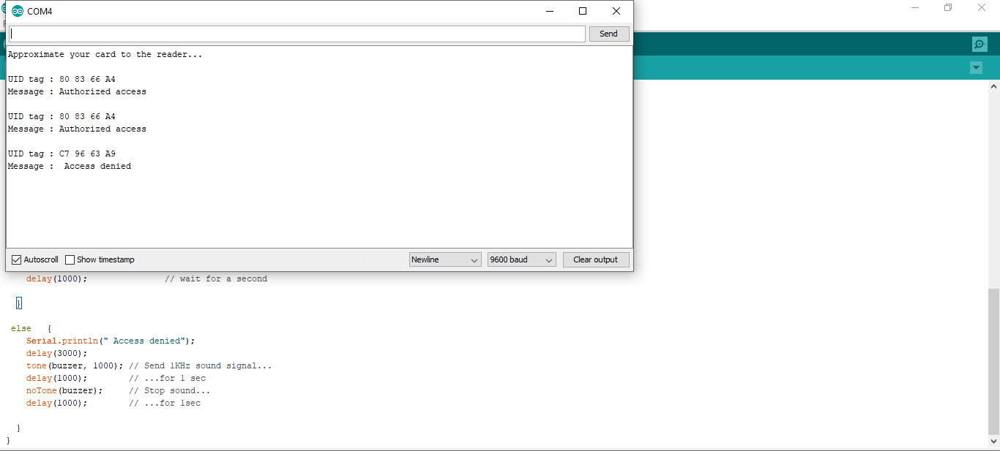 COM4
Send
Approximate your card to the reader...
UID tag : 80 83 66 A4
Message : Authorized access
UID tag : 80 83 66 A4
Message : Authorized access
UID tag : C7 96 63 A9
Message :  Access denied
Autoscroll Show timestamp Newline 9600 baud Clear output
delay(1000); // wait for a second
}
else {
Serial.println(" Access denied");
delay(3000);
tone(buzzer, 1000); // Send 1KHz sound signal...
delay(1000); // ...for 1 sec
noTone(buzzer); // Stop sound...
delay(1000); // ...for 1sec
}
}